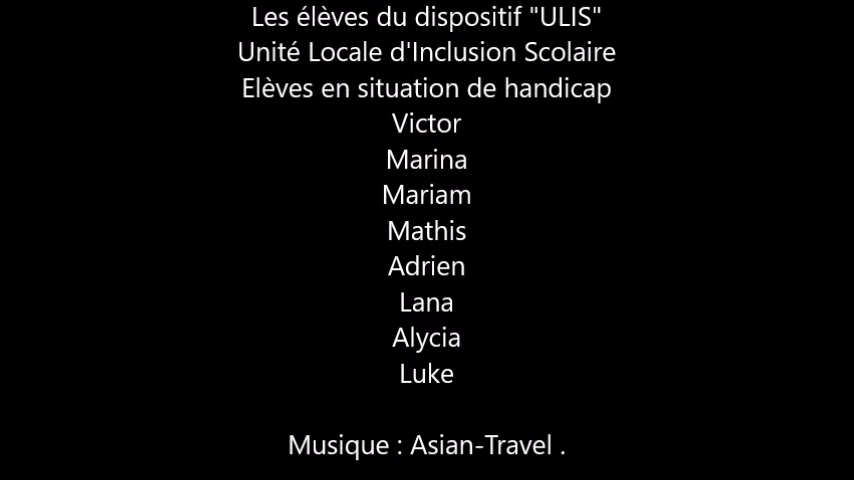 Les élèves du dispositif "ULIS"
Unité Locale d'Inclusion Scolaire
Elèves en situation de handicap
Victor
Marina
Mariam
Mathis
Adrien
Lana
Alycia
Luke
Musique : Asian-Travel .